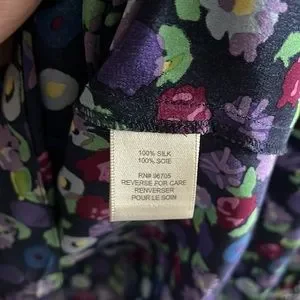 100% SILK
100% SOIE
RN# 96705
REVERSE FOR CARE
RENVERSER
POUR LE SOIN